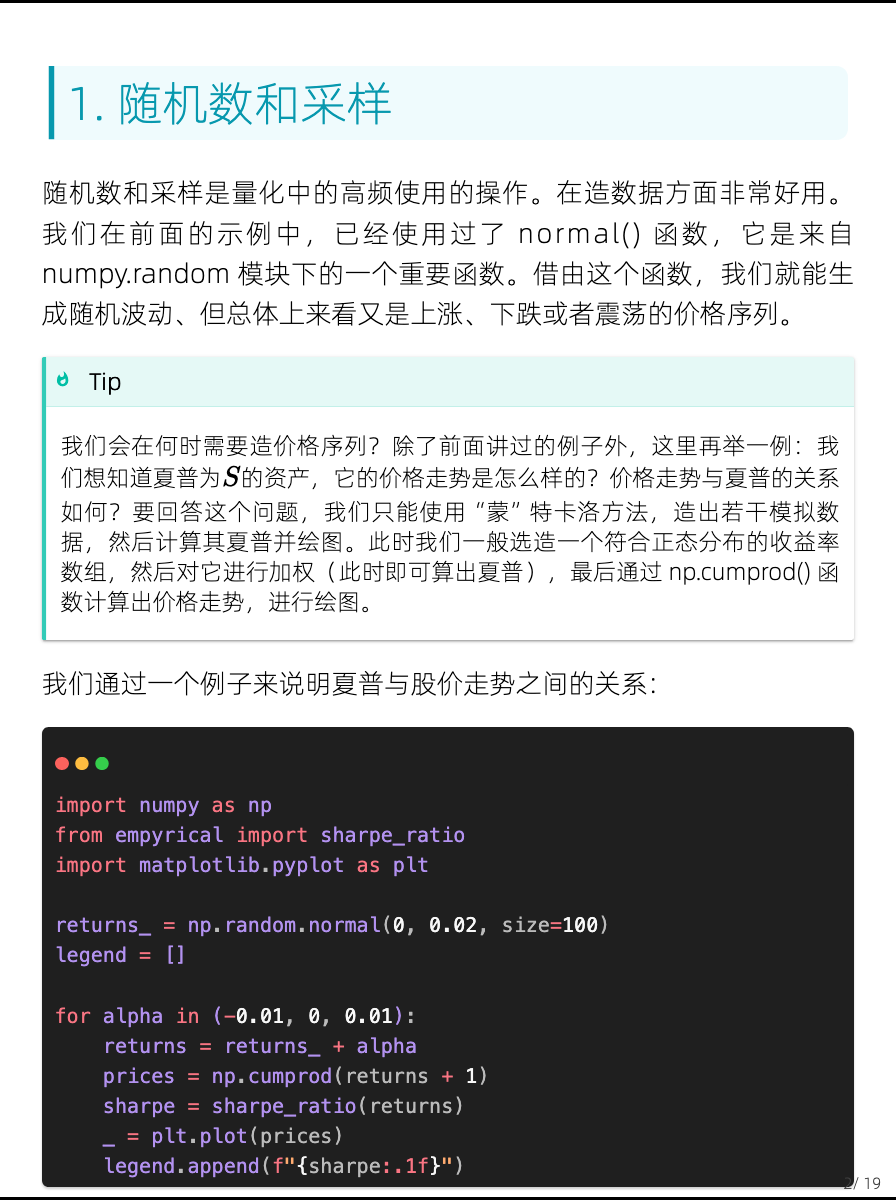 1. 随机数和采样
随机数和采样是量化中的高频使用的操作。在造数据方面非常好用。
我们在前面的示例中，已经使用过了 normal() 函数，它是来自
numpy.random 模块下的一个重要函数。借由这个函数，我们就能生
成随机波动、但总体上来看又是上涨、下跌或者震荡的价格序列。
Tip
我们会在何时需要造价格序列？除了前面讲过的例子外，这里再举一例：我
们想知道夏普为S的资产，它的价格走势是怎么样的？价格走势与夏普的关系
如何？要回答这个问题，我们只能使用“蒙”特卡洛方法，造出若干模拟数
据，然后计算其夏普并绘图。此时我们一般选造一个符合正态分布的收益率
数组，然后对它进行加权（此时即可算出夏普），最后通过 np.cumprod() 函
数计算出价格走势，进行绘图。
我们通过一个例子来说明夏普与股价走势之间的关系：
import numpy as np
from empyrical import sharpe_ratio
import matplotlib.pyplot as plt
returns_ = np.random.normal(0, 0.02, size=100)
legend = []
for alpha in (-0.01, 0, 0.01):
    returns = returns_ + alpha
    prices = np.cumprod(returns + 1)
    sharpe = sharpe_ratio(returns)
    _ = plt.plot(prices)
    legend.append(f"{sharpe:.1f}")
2/ 19